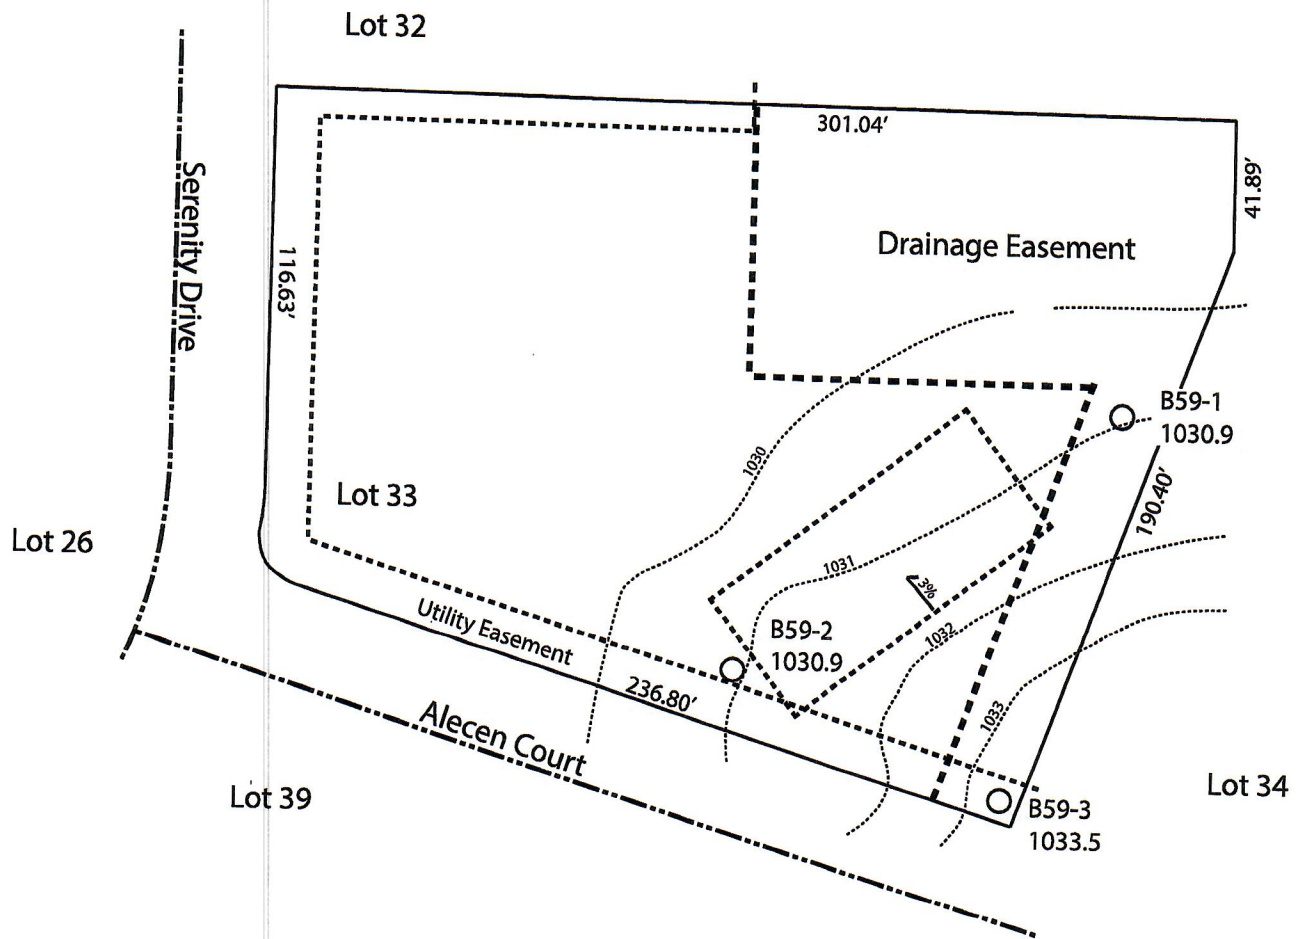 Lot 32
301.04’
41.89’
Serenity Drive
116.63’
Drainage Easement
B59-1
1030.9
1030
Lot 33
190.40’
Lot 26
1031
3%
Utility Easement
B59-2
1030.9
1032
236.80’
1033
Alecen Court
Lot 39
Lot 34
B59-3
1033.5